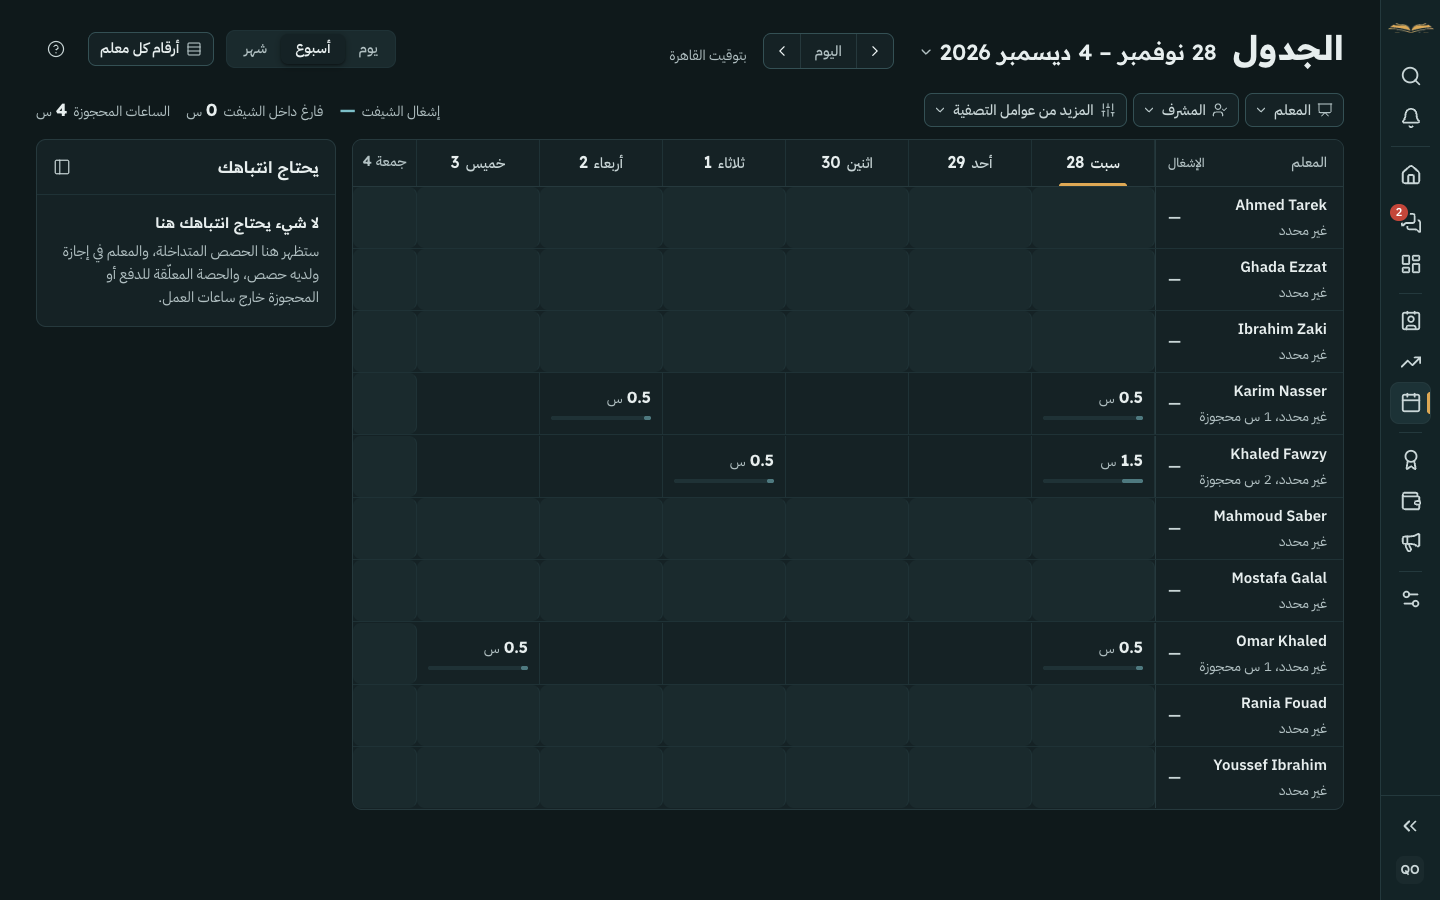 الجدول
28 نوفمبر – 4 ديسمبر 2026
اليوم
بتوقيت القاهرة
يوم
أسبوع
شهر
أرقام كل معلم
المعلم
المشرف
المزيد من عوامل التصفية
إشغال الشيفت —
فارغ داخل الشيفت 0 س
الساعات المحجوزة 4 س
المعلم
الإشغال
سبت 28
أحد 29
اثنين 30
ثلاثاء 1
أربعاء 2
خميس 3
جمعة 4
Ahmed Tarek
غير محدد
—
Ghada Ezzat
غير محدد
—
Ibrahim Zaki
غير محدد
—
Karim Nasser
غير محدد، 1 س محجوزة
—
0.5 س
0.5 س
Khaled Fawzy
غير محدد، 2 س محجوزة
—
1.5 س
0.5 س
Mahmoud Saber
غير محدد
—
Mostafa Galal
غير محدد
—
Omar Khaled
غير محدد، 1 س محجوزة
—
0.5 س
0.5 س
Rania Fouad
غير محدد
—
Youssef Ibrahim
غير محدد
—
يحتاج انتباهك
لا شيء يحتاج انتباهك هنا
ستظهر هنا الحصص المتداخلة، والمعلم في إجازة
ولديه حصص، والحصة المعلّقة للدفع أو
المحجوزة خارج ساعات العمل.
2
QO